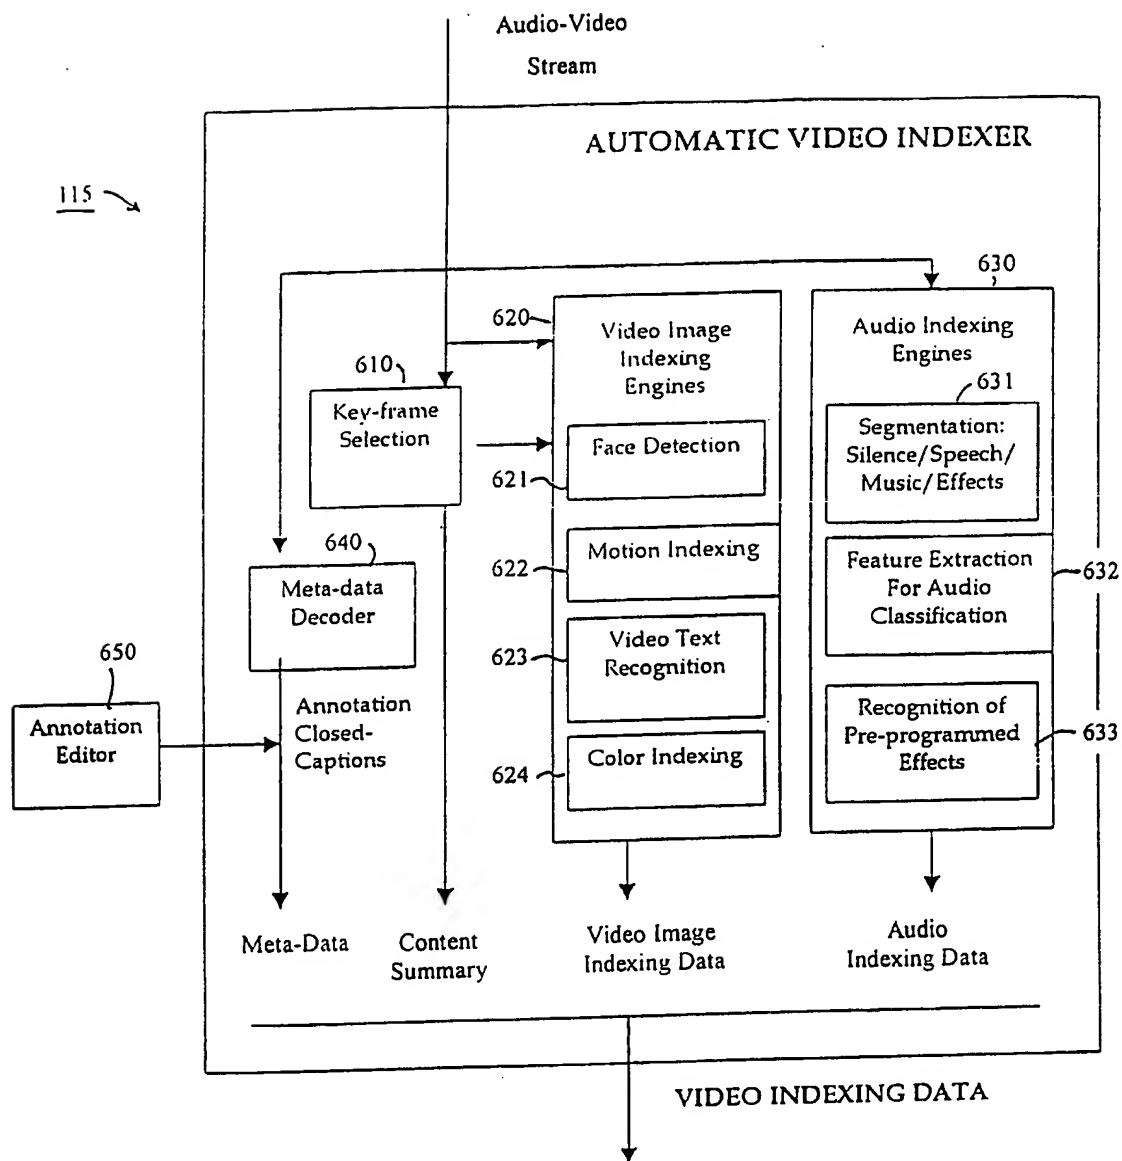 Audio-Video
Stream
AUTOMATIC VIDEO INDEXER
115
630
620
Video Image
Indexing
Engines
Audio Indexing
Engines
610
Key-frame
Selection
631
Segmentation:
Silence/Speech/
Music/Effects
Face Detection
621
640
Meta-data
Decoder
622
Motion Indexing
Feature Extraction
For Audio
Classification
632
650
Annotation
Editor
623
Video Text
Recognition
Annotation
Closed-
Captions
Recognition of
Pre-programmed
Effects
633
624
Color Indexing
Meta-Data
Content
Summary
Video Image
Indexing Data
Audio
Indexing Data
VIDEO INDEXING DATA